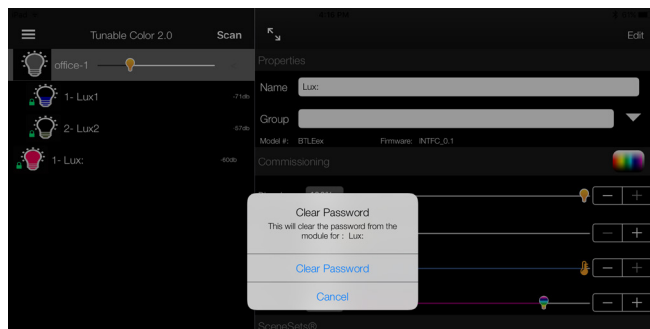 Tunable Color 2.0
Scan
Edit
office-1
Properties
1- Lux1
-71db
Name
Lux:
2- Lux2
-57db
Group
Model #: BTLEex
Firmware: INTFC_0.1
1- Lux:
-60db
Commissioning
Clear Password
This will clear the password from the
module for : Lux:
Clear Password
Cancel
SceneSets®